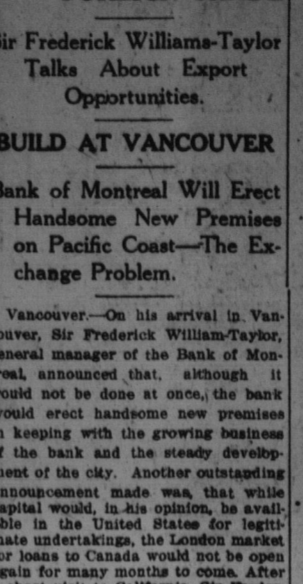 ir Frederick Williams-Taylor
Talks About Export
Opportunities.
BUILD AT VANCOUVER
Bank of Montreal Will Erect
Handsome New Premises
on Pacific Coast—The Ex-
change Problem.
Vancouver.—On his arrival in Van-
ouver, Sir Frederick William-Taylor,
eneral manager of the Bank of Mon-
real, announced that, although it
ould not be done at once, the bank
would erect handsome new premises
n keeping with the growing business
f the bank and the steady develop-
ment of the city. Another outstanding
nnouncement made was, that while
apital would, in his opinion, be avail-
ble in the United States for legiti-
mate undertakings, the London market
or loans to Canada would not be open
gain for many months to come. After